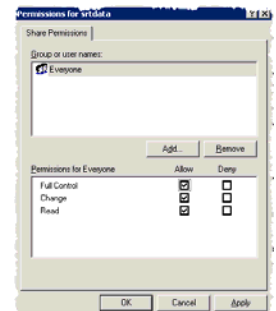 Permissions for srtdata
Share Permissions
Group or user names:
Everyone
Add... Remove
Permissions for Everyone Allow Deny
Full Control
Change
Read
OK Cancel Apply